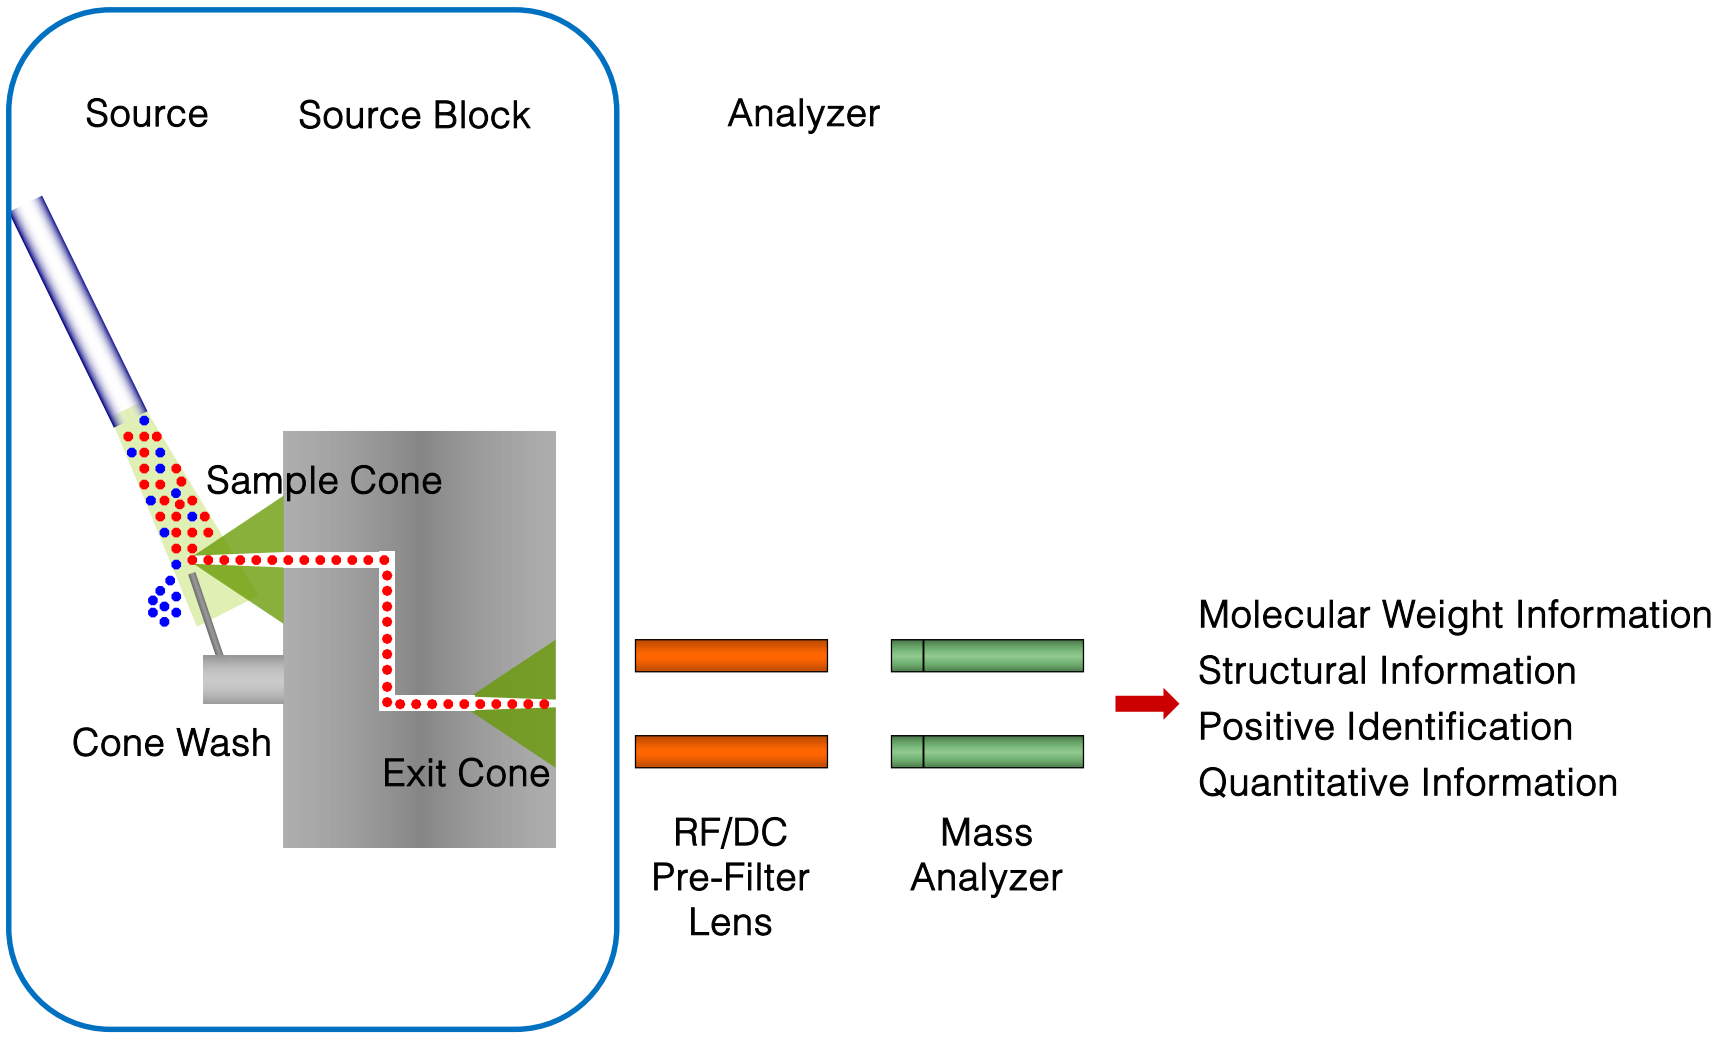 Source
Source Block
Analyzer
Sample Cone
Cone Wash
Exit Cone
RF/DC
Pre-Filter
Lens
Mass
Analyzer
Molecular Weight Information
Structural Information
Positive Identification
Quantitative Information